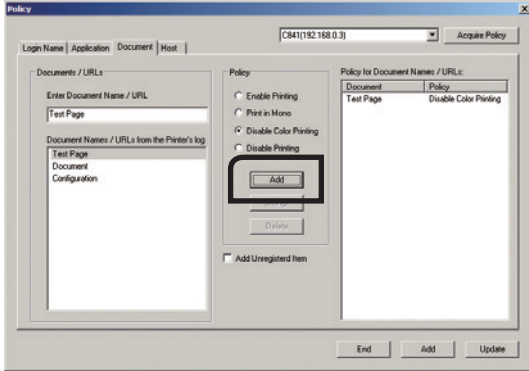 Policy
C841(192.168.0.3)
Acquire Policy
Login Name
Application
Document
Host
Documents / URLs
Enter Document Name / URL
Test Page
Document Names / URLs from the Printer's log
Test Page
Document
Configuration
Policy
Enable Printing
Print in Mono
Disable Color Printing
Disable Printing
Add
Delete
Add Unregisterd Item
Policy for Document Names / URLs:
Document Policy
Test Page Disable Color Printing
End
Add
Update